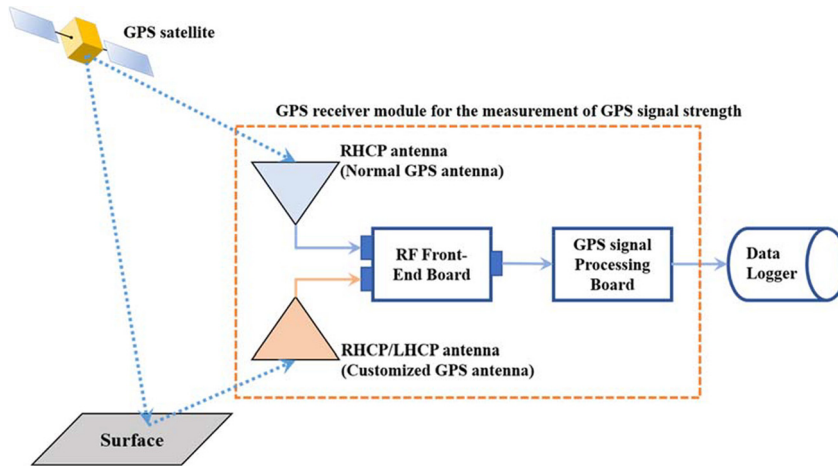 GPS satellite
GPS receiver module for the measurement of GPS signal strength
RHCP antenna
(Normal GPS antenna)
RF Front-
End Board
GPS signal
Processing
Board
Data
Logger
RHCP/LHCP antenna
(Customized GPS antenna)
Surface